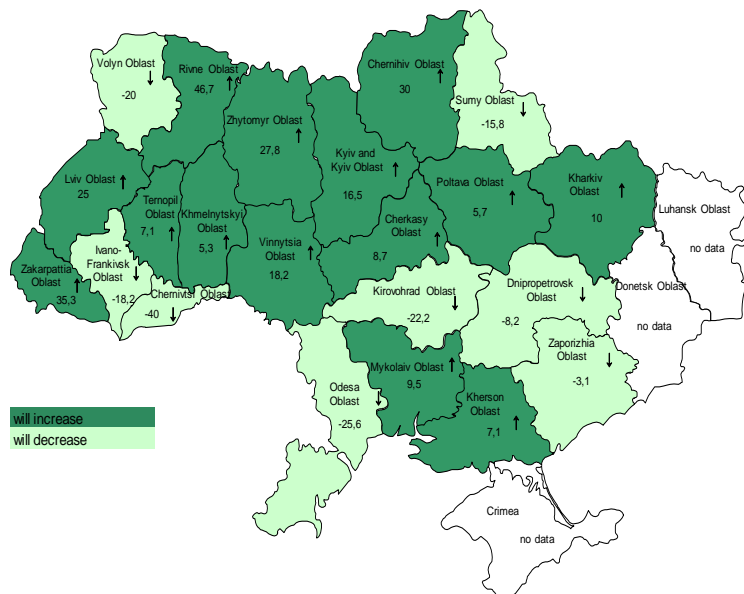 Volyn Oblast
-20
Rivne Oblast
46,7
Zhytomyr Oblast
27,8
Chernihiv Oblast
30
Sumy Oblast
-15,8
Kyiv and
Kyiv Oblast
16,5
Lviv Oblast
25
Ternopil
Oblast
7,1
Khmelnytskyi
Oblast
5,3
Vinnytsia
Oblast
18,2
Cherkasy
Oblast
8,7
Poltava Oblast
5,7
Kharkiv
Oblast
10
Luhansk Oblast
no data
Zakarpattia
Oblast
35,3
Ivano-
Frankivsk
Oblast
-18,2
Chernivtsi Oblast
-40
Kirovohrad Oblast
-22,2
Dnipropetrovsk
Oblast
-8,2
Donetsk Oblast
no data
Zaporizhia
Oblast
-3,1
Odesa
Oblast
-25,6
Mykolaiv Oblast
9,5
Kherson
Oblast
7,1
will increase
will decrease
Crimea
no data